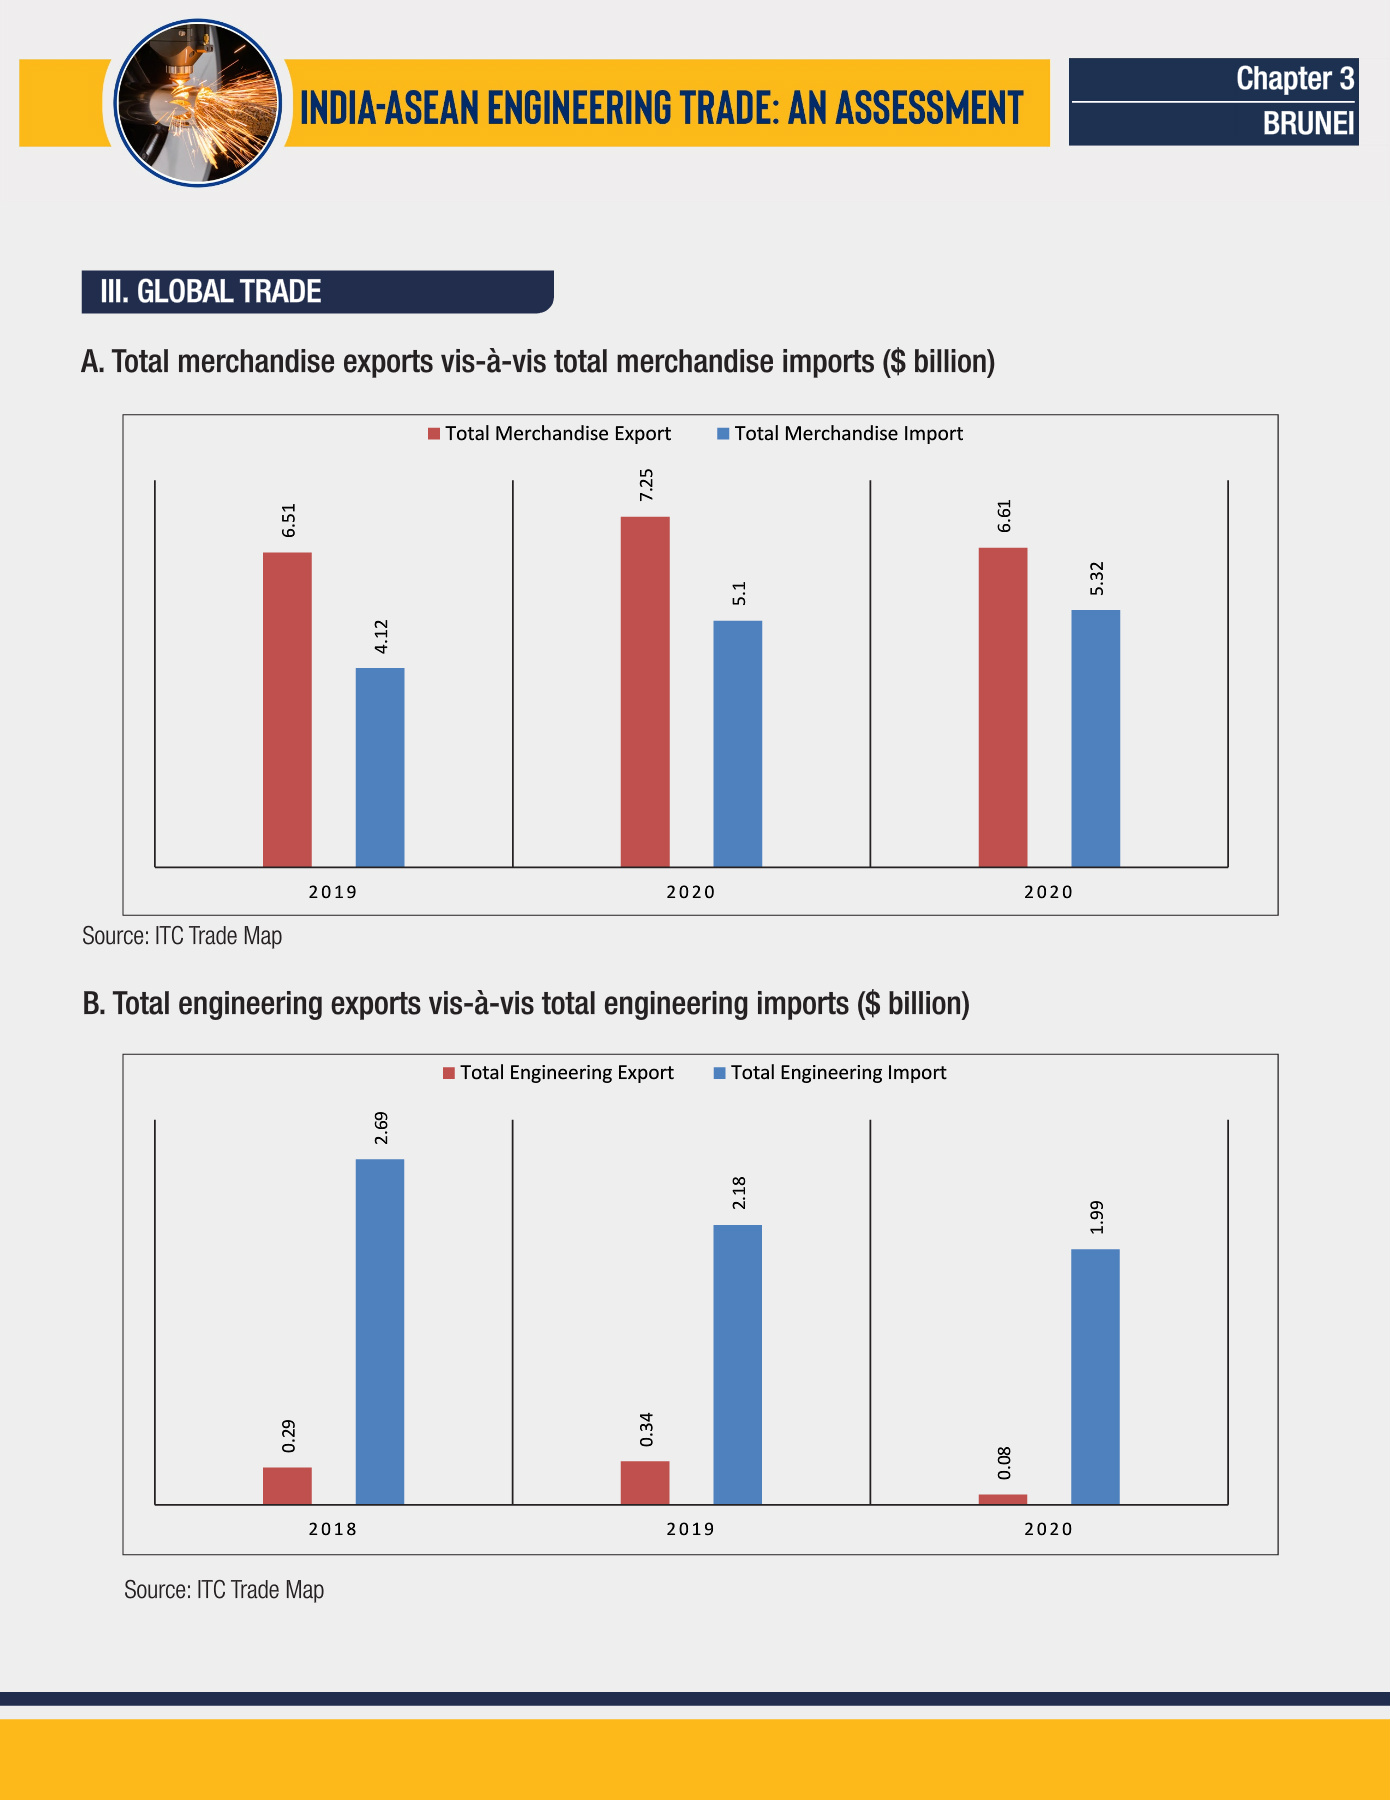 INDIA-ASEAN ENGINEERING TRADE: AN ASSESSMENT
Chapter 3
BRUNEI
III. GLOBAL TRADE
A. Total merchandise exports vis-à-vis total merchandise imports ($ billion)
Total Merchandise Export Total Merchandise Import
6.51 4.12 7.25 5.1 6.61 5.32
2019 2020 2020
Source: ITC Trade Map
B. Total engineering exports vis-à-vis total engineering imports ($ billion)
Total Engineering Export Total Engineering Import
0.29 2.69 0.34 2.18 0.08 1.99
2018 2019 2020
Source: ITC Trade Map